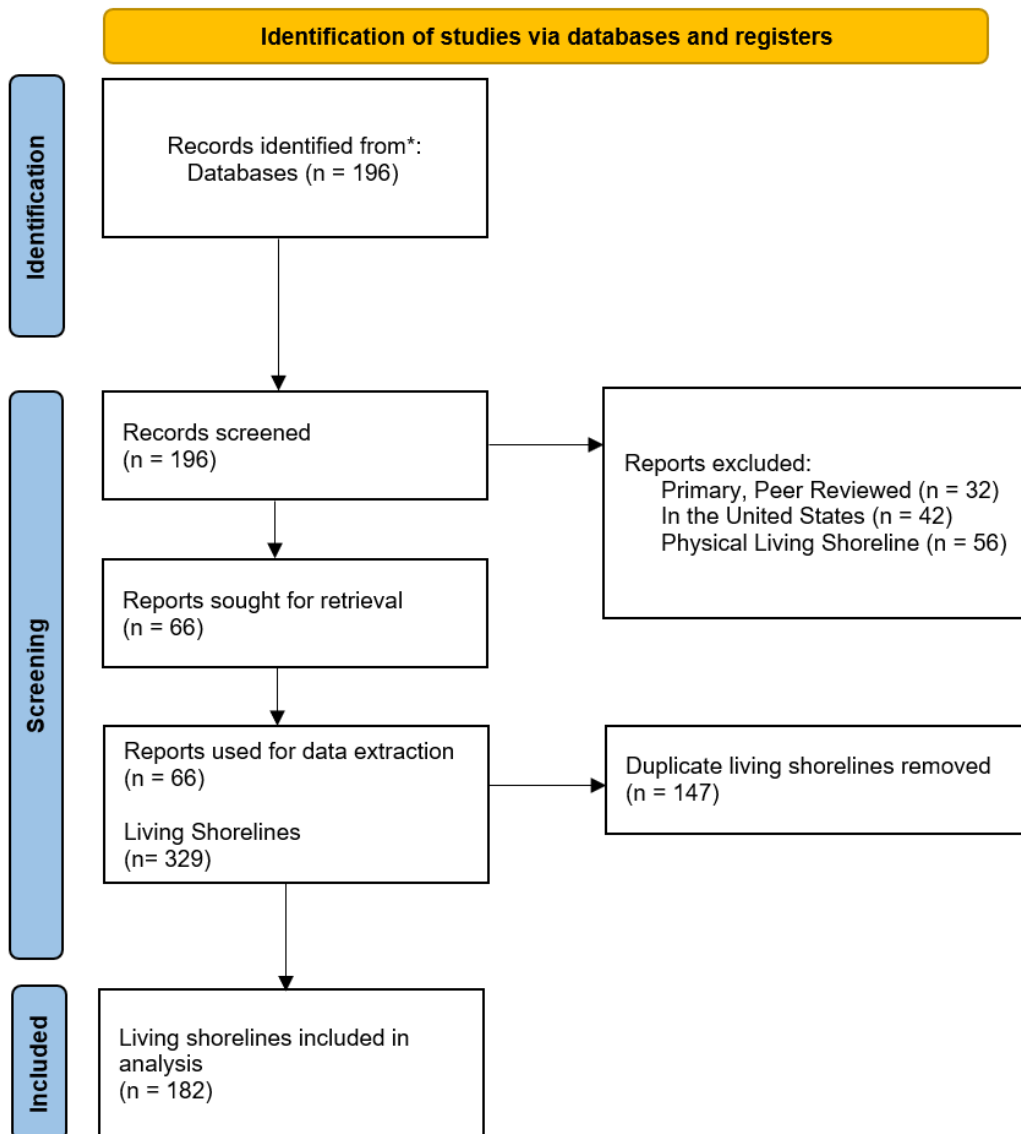 Identification of studies via databases and registers
Identification
Records identified from*:
Databases (n = 196)
Screening
Records screened
(n = 196)
Reports excluded:
Primary, Peer Reviewed (n = 32)
In the United States (n = 42)
Physical Living Shoreline (n = 56)
Reports sought for retrieval
(n = 66)
Reports used for data extraction
(n = 66)
Living Shorelines
(n= 329)
Duplicate living shorelines removed
(n = 147)
Included
Living shorelines included in
analysis
(n = 182)